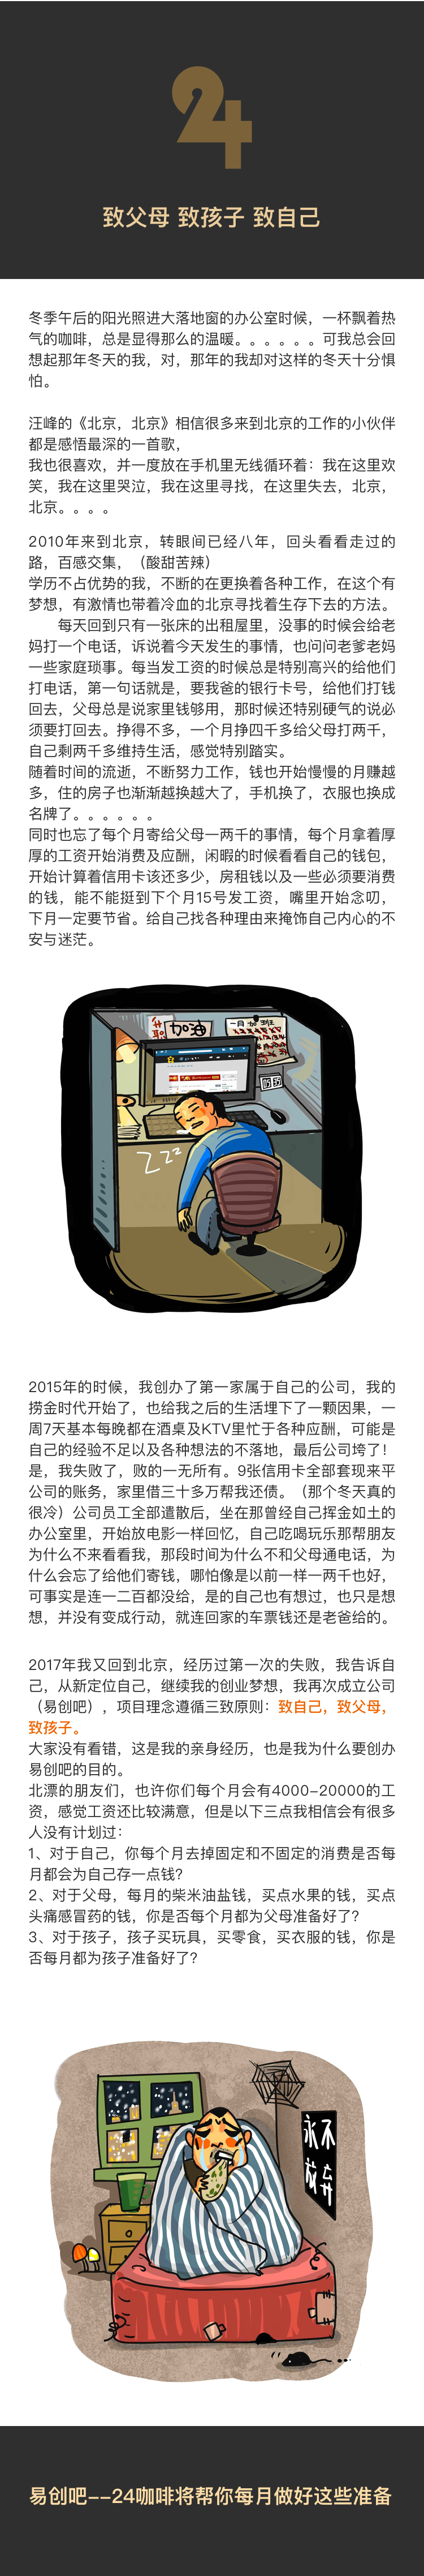 24
致父母 致孩子 致自己
冬季午后的阳光照进大落地窗的办公室时候，一杯飘着热
气的咖啡，总是显得那么的温暖。。。。。。可我总会回
想起那年冬天的我，对，那年的我却对这样的冬天十分惧
怕。
汪峰的《北京，北京》相信很多来到北京的工作的小伙伴
都是感悟最深的一首歌，
我也很喜欢，并一度放在手机里无线循环着：我在这里欢
笑，我在这里哭泣，我在这里寻找，在这里失去，北京，
北京。。。。
2010年来到北京，转眼间已经八年，回头看看走过的
路，百感交集，（酸甜苦辣）
学历不占优势的我，不断的在更换着各种工作，在这个有
梦想，有激情也带着冷血的北京寻找着生存下去的方法。
每天回到只有一张床的出租屋里，没事的时候会给老
妈打一个电话，诉说着今天发生的事情，也问问老爹老妈
一些家庭琐事。每当发工资的时候总是特别高兴的给他们
打电话，第一句话就是，要我爸的银行卡号，给他们打钱
回去，父母总是说家里钱够用，那时候还特别硬气的说必
须要打回去。挣得不多，一个月挣四千多给父母打两千，
自己剩两千多维持生活，感觉特别踏实。
随着时间的流逝，不断努力工作，钱也开始慢慢的月赚越
多，住的房子也渐渐越换越大了，手机换了，衣服也换成
名牌了。。。。。。
同时也忘了每个月寄给父母一两千的事情，每个月拿着厚
厚的工资开始消费及应酬，闲暇的时候看看自己的钱包，
开始计算着信用卡该还多少，房租钱以及一些必须要消费
的钱，能不能挺到下个月15号发工资，嘴里开始念叨，
下月一定要节省。给自己找各种理由来掩饰自己内心的不
安与迷茫。
加油
一月加班
Zzz
2015年的时候，我创办了第一家属于自己的公司，我的
捞金时代开始了，也给我之后的生活埋下了一颗因果，一
周7天基本每晚都在酒桌及KTV里忙于各种应酬，可能是
自己的经验不足以及各种想法的不落地，最后公司垮了！
是，我失败了，败的一无所有。9张信用卡全部套现来平
公司的账务，家里借三十多万帮我还债。（那个冬天真的
很冷）公司员工全部遣散后，坐在那曾经自己挥金如土的
办公室里，开始放电影一样回忆，自己吃喝玩乐那帮朋友
为什么不来看看我，那段时间为什么不和父母通电话，为
什么会忘了给他们寄钱，哪怕像是以前一样一两千也好，
可事实是连一二百都没给，是的自己也有想过，也只是想
想，并没有变成行动，就连回家的车票钱还是老爸给的。
2017年我又回到北京，经历过第一次的失败，我告诉自
己，从新定位自己，继续我的创业梦想，我再次成立公司
（易创吧），项目理念遵循三致原则：致自己，致父母，
致孩子。
大家没有看错，这是我的亲身经历，也是我为什么要创办
易创吧的目的。
北漂的朋友们，也许你们每个月会有4000-20000的工
资，感觉工资还比较满意，但是以下三点我相信会有很多
人没有计划过：
1、对于自己，你每个月去掉固定和不固定的消费是否每
月都会为自己存一点钱？
2、对于父母，每月的柴米油盐钱，买点水果的钱，买点
头痛感冒药的钱，你是否每个月都为父母准备好了？
3、对于孩子，孩子买玩具，买零食，买衣服的钱，你是
否每月都为孩子准备好了？
永不
放弃
易创吧--24咖啡将帮你每月做好这些准备